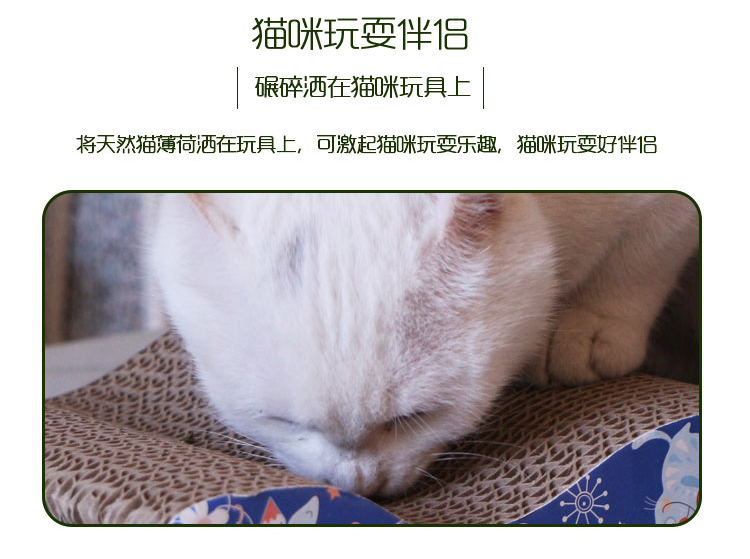 猫咪玩耍伴侣
碾碎洒在猫咪玩具上
将天然猫薄荷洒在玩具上，可激起猫咪玩耍乐趣，猫咪玩耍好伴侣